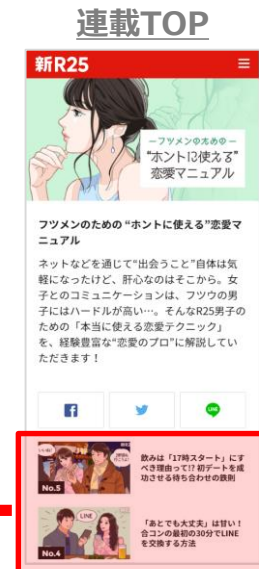 連載TOP
新R25
ーフツメンのためのー
“ホントに使える”
恋愛マニュアル
フツメンのための“ホントに使える”恋愛マ
ニュアル
ネットなどを通じて“出会うこと”自体は気
軽になったけど、肝心なのはそこから。女
子とのコミュニケーションは、フツウの男
子にはハードルが高い…。そんなR25男子の
ための「本当に使える恋愛テクニック」
を、経験豊富な“恋愛のプロ”に解説してい
ただきます！
LINE
飲みは「17時スタート」にす
べき理由って!? 初デートを成
功させる待ち合わせの鉄則
No.5
LINE
「あとでも大丈夫」は甘い！
合コンの最初の30分でLINE
を交換する方法
No.4